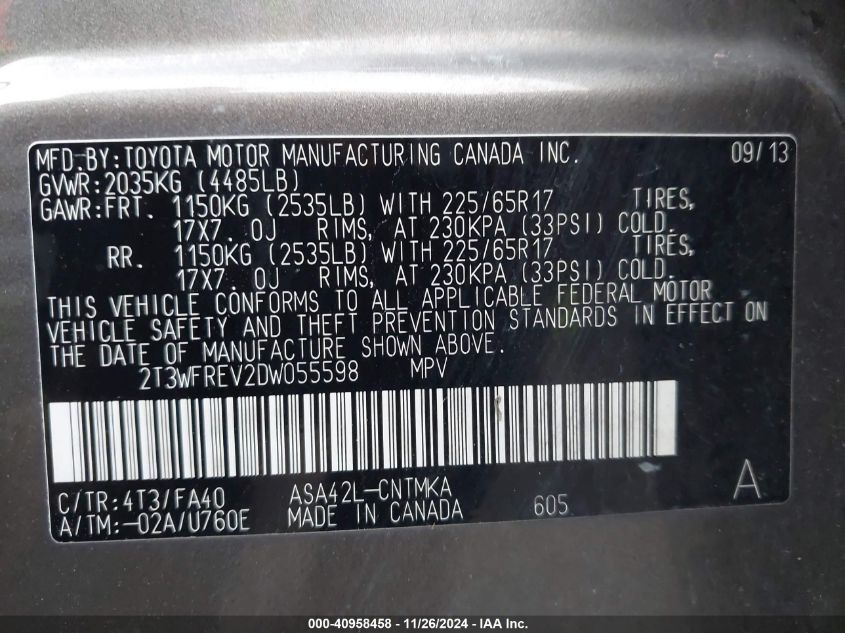 MFD.BY:TOYOTA MOTOR MANUFACTURING CANADA INC. 09/13
GVWR:2035KG (4485LB)
GAWR:FRT. 1150KG (2535LB) WITH 225/65R17 TIRES,
17X7.0J RIMS, AT 230KPA (33PSI) COLD.
RR. 1150KG (2535LB) WITH 225/65R17 TIRES,
17X7.0J RIMS, AT 230KPA (33PSI) COLD.
THIS VEHICLE CONFORMS TO ALL APPLICABLE FEDERAL MOTOR
VEHICLE SAFETY AND THEFT PREVENTION STANDARDS IN EFFECT ON
THE DATE OF MANUFACTURE SHOWN ABOVE.
2T3WFREV2DW055598 MPV
C/TR:4T3/FA40 ASA42L-CNTMKA A
A/TM:-02A/U760E MADE IN CANADA 605
000-40958458 - 11/26/2024 - IAA Inc.